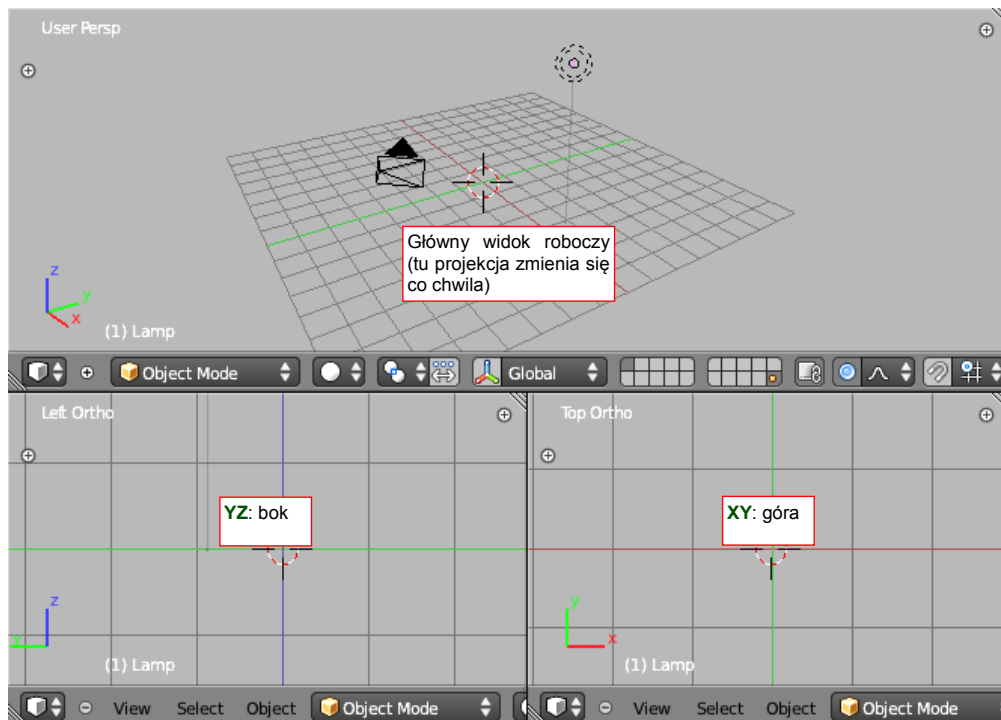 User Persp
Główny widok roboczy
(tu projekcja zmienia się
co chwila)
z
y
x
(1) Lamp
Object Mode
Global
Left Ortho
YZ: bok
z
y
(1) Lamp
View Select Object Object Mode
Top Ortho
XY: góra
y
x
(1) Lamp
View Select Object Object Mode